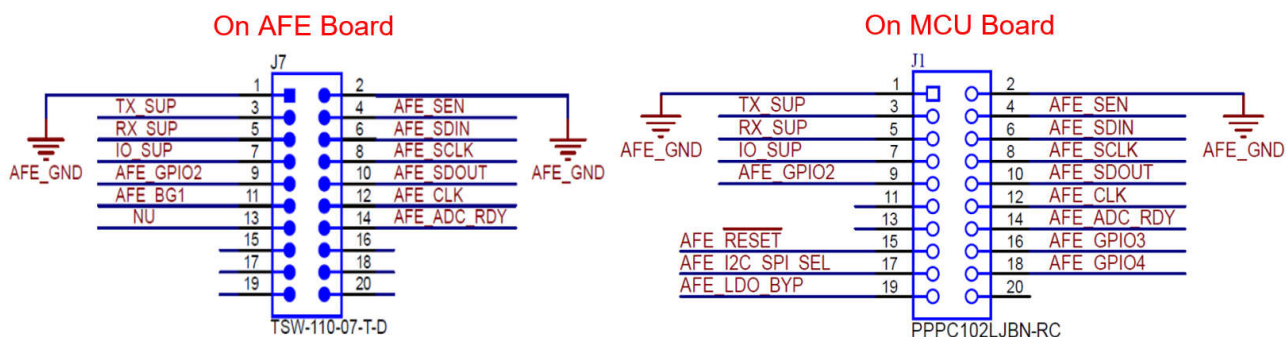 On AFE Board
On MCU Board
J7
1
2
TX_SUP
3
4
AFE_SEN
RX_SUP
5
6
AFE_SDIN
IO_SUP
7
8
AFE_SCLK
AFE_GND
AFE_GPIO2
9
10
AFE_SDOUT
AFE_GND
AFE_BG1
11
12
AFE_CLK
NU
13
14
AFE_ADC_RDY
15
16
17
18
19
20
TSW-110-07-T-D
J1
1
2
TX_SUP
3
4
AFE_SEN
RX_SUP
5
6
AFE_SDIN
AFE_GND
IO_SUP
7
8
AFE_SCLK
AFE_GND
AFE_GPIO2
9
10
AFE_SDOUT
11
12
AFE_CLK
13
14
AFE_ADC_RDY
AFE_RESET
15
16
AFE_GPIO3
AFE_I2C_SPI_SEL
17
18
AFE_GPIO4
AFE_LDO_BYP
19
20
PPPC102LJBN-RC